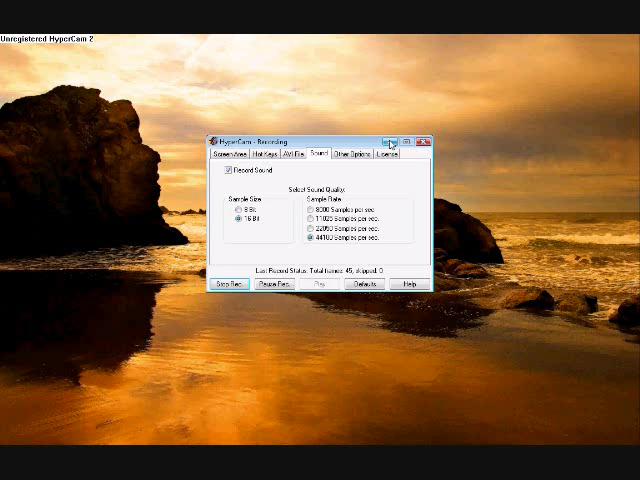 Unregistered HyperCam 2
HyperCam - Recording
Screen Area Hot Keys AVI File Sound Other Options License
Record Sound
Select Sound Quality:
Sample Size
8 Bit
16 Bit
Sample Rate
8000 Samples per sec.
11025 Samples per sec.
22050 Samples per sec.
44100 Samples per sec.
Last Record Status: Total frames: 45, skipped: 0
Stop Rec. Pause Rec. Play Defaults Help